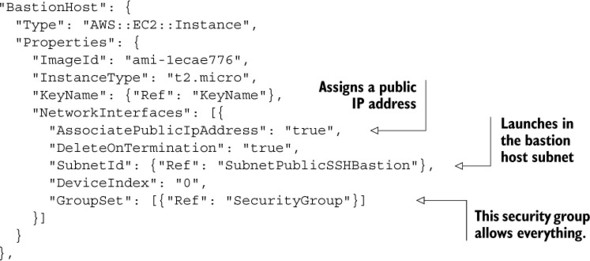 "BastionHost": {
"Type": "AWS::EC2::Instance",
"Properties": {
"ImageId": "ami-1ecae776",
"InstanceType": "t2.micro",
"KeyName": {"Ref": "KeyName"},
"NetworkInterfaces": [{
"AssociatePublicIpAddress": "true",
"DeleteOnTermination": "true",
"SubnetId": {"Ref": "SubnetPublicSSHBastion"},
"DeviceIndex": "0",
"GroupSet": [{"Ref": "SecurityGroup"}]
}]
}
},
Assigns a public
IP address
Launches in
the bastion
host subnet
This security group
allows everything.